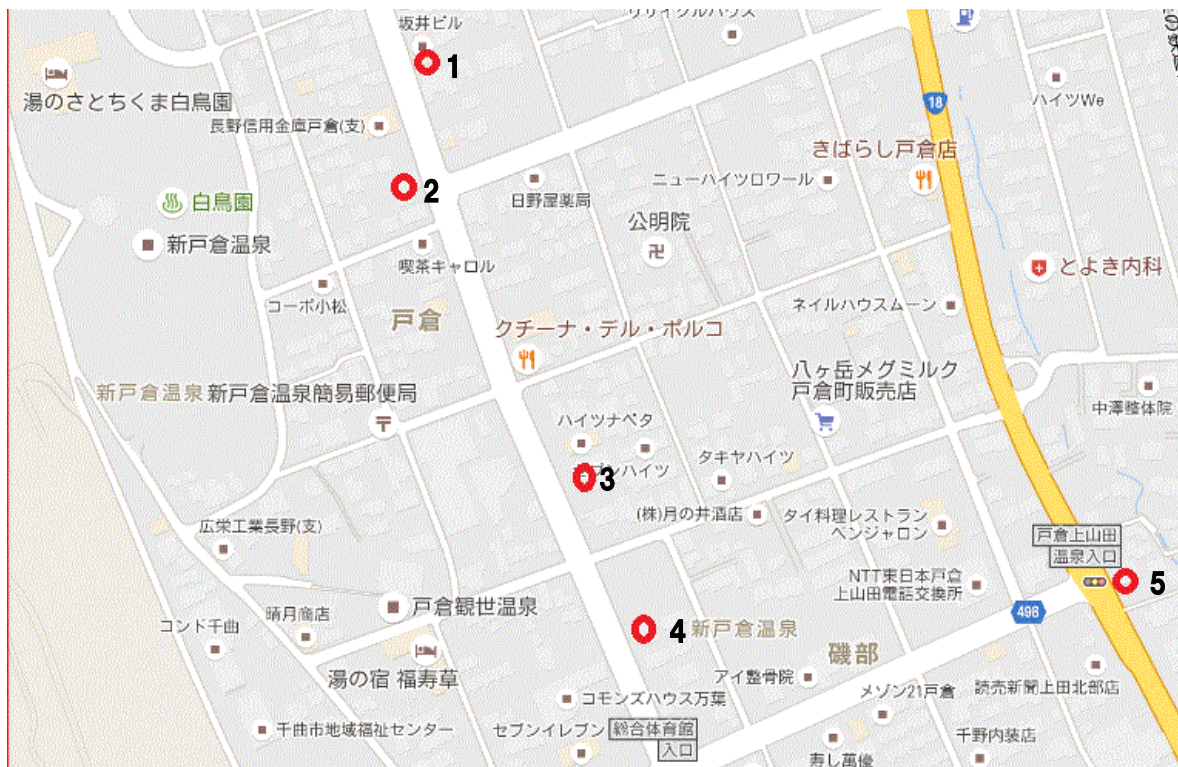 坂井ビル
リサイクルハウス
1
湯のさとちくま白鳥園
18
ハイツWe
長野信用金庫戸倉(支)
きばらし戸倉店
2
日野屋薬局
ニューハイツロワール
白鳥園
公明院
新戸倉温泉
喫茶キャロル
とよき内科
コーポ小松
ネイルハウスムーン
戸倉
クチーナ・デル・ポルコ
八ヶ岳メグミルク
戸倉町販売店
新戸倉温泉
新戸倉温泉簡易郵便局
中澤整体院
ハイツナベタ
タキヤハイツ
3
(株)月の井酒店
タイ料理レストラン
ベンジャロン
広栄工業長野(支)
戸倉上山田
温泉入口
NTT東日本戸倉
上山田電話交換所
5
戸倉観世温泉
498
晴月商店
コンド千曲
4
新戸倉温泉
磯部
湯の宿 福寿草
アイ整骨院
コモンズハウス万葉
メゾン21戸倉
読売新聞上田北部店
千曲市地域福祉センター
セブンイレブン
総合体育館
入口
千野内装店
寿し萬優